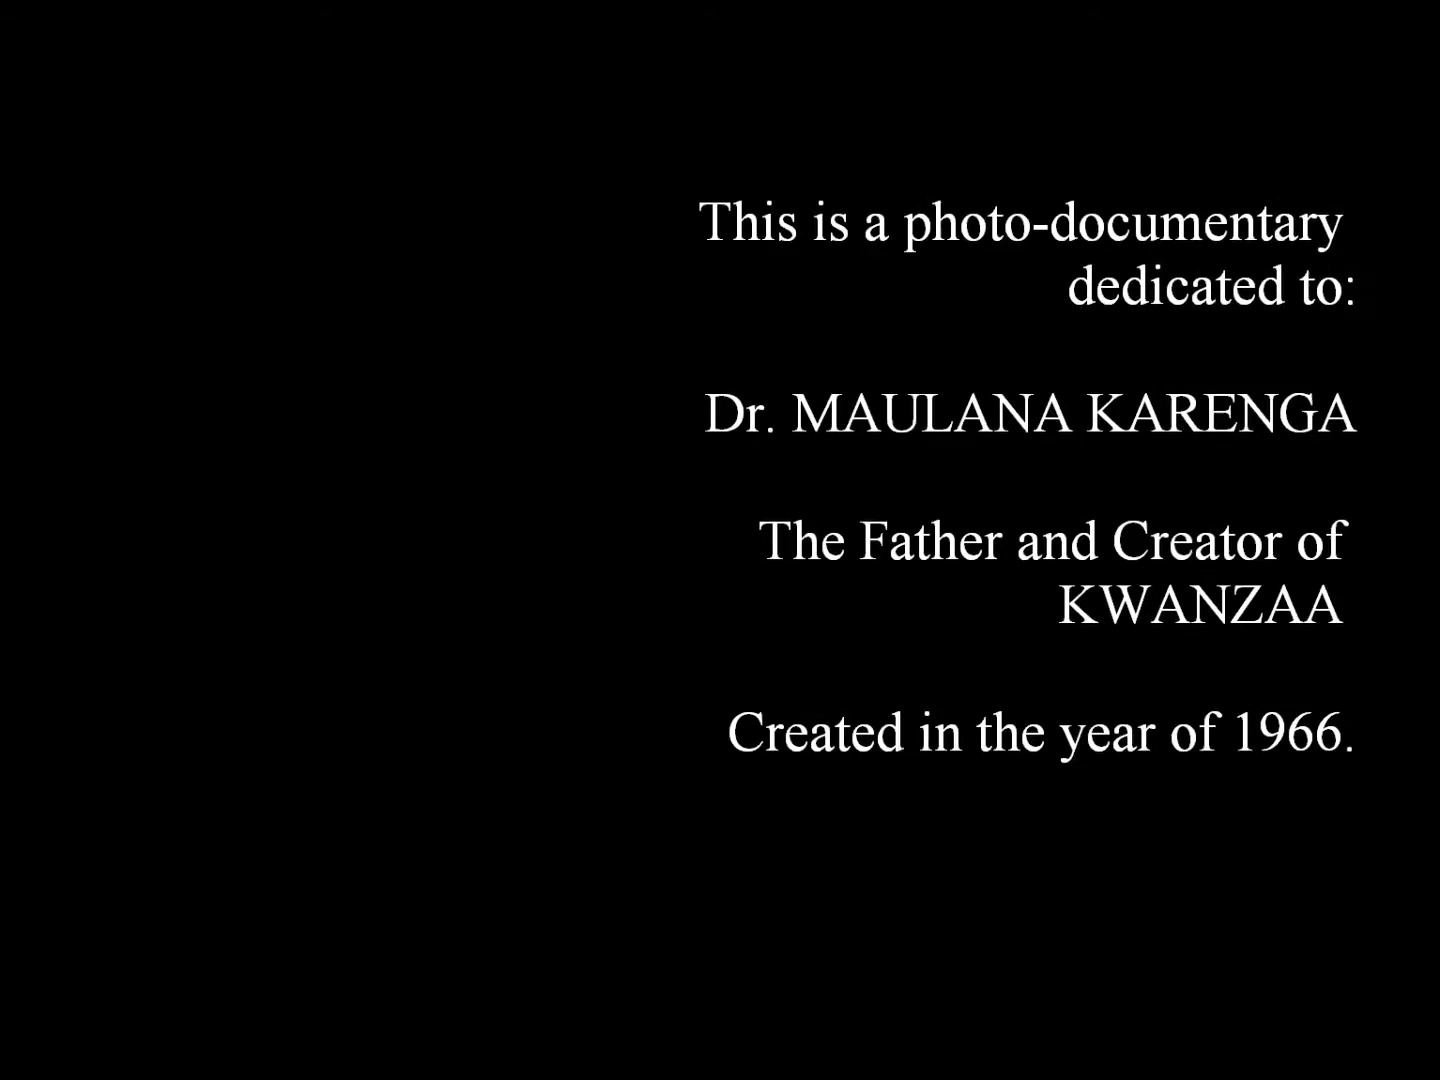 This is a photo-documentary
dedicated to:
Dr. MAULANA KARENGA
The Father and Creator of
KWANZAA
Created in the year of 1966.